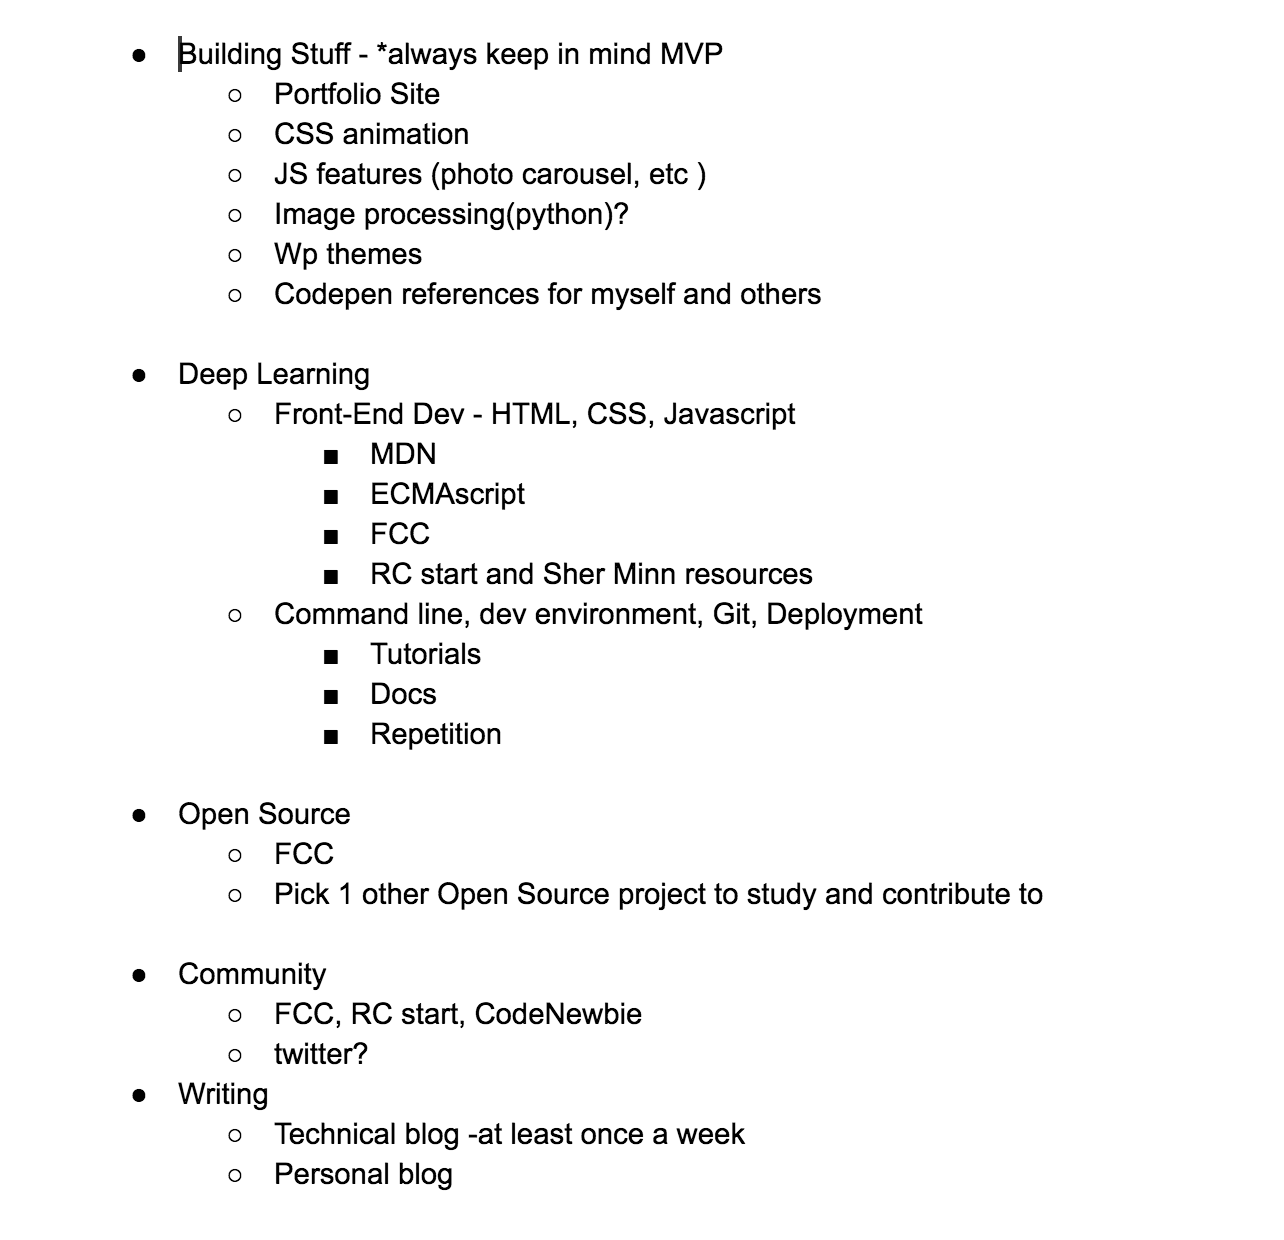 ● Building Stuff - *always keep in mind MVP
○ Portfolio Site
○ CSS animation
○ JS features (photo carousel, etc )
○ Image processing(python)?
○ Wp themes
○ Codepen references for myself and others
● Deep Learning
○ Front-End Dev - HTML, CSS, Javascript
■ MDN
■ ECMAscript
■ FCC
■ RC start and Sher Minn resources
○ Command line, dev environment, Git, Deployment
■ Tutorials
■ Docs
■ Repetition
● Open Source
○ FCC
○ Pick 1 other Open Source project to study and contribute to
● Community
○ FCC, RC start, CodeNewbie
○ twitter?
● Writing
○ Technical blog -at least once a week
○ Personal blog